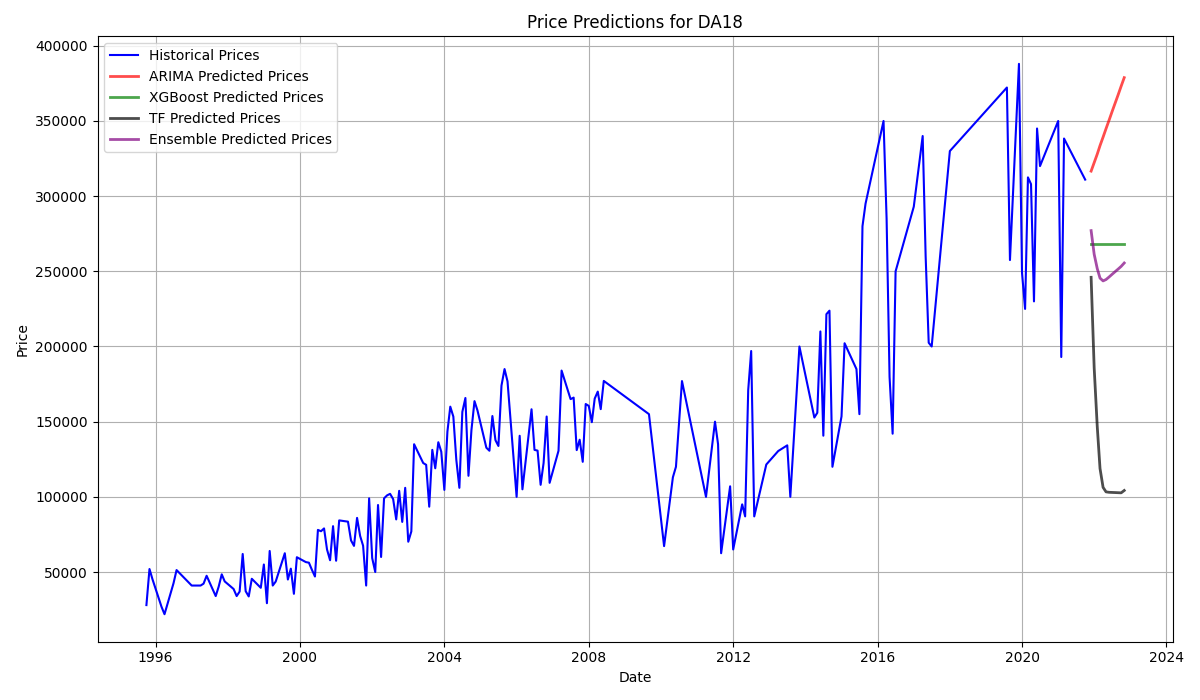 Price Predictions for DA18
Historical Prices
ARIMA Predicted Prices
XGBoost Predicted Prices
TF Predicted Prices
Ensemble Predicted Prices
400000
350000
300000
250000
200000
150000
100000
50000
Price
1996 2000 2004 2008 2012 2016 2020 2024
Date